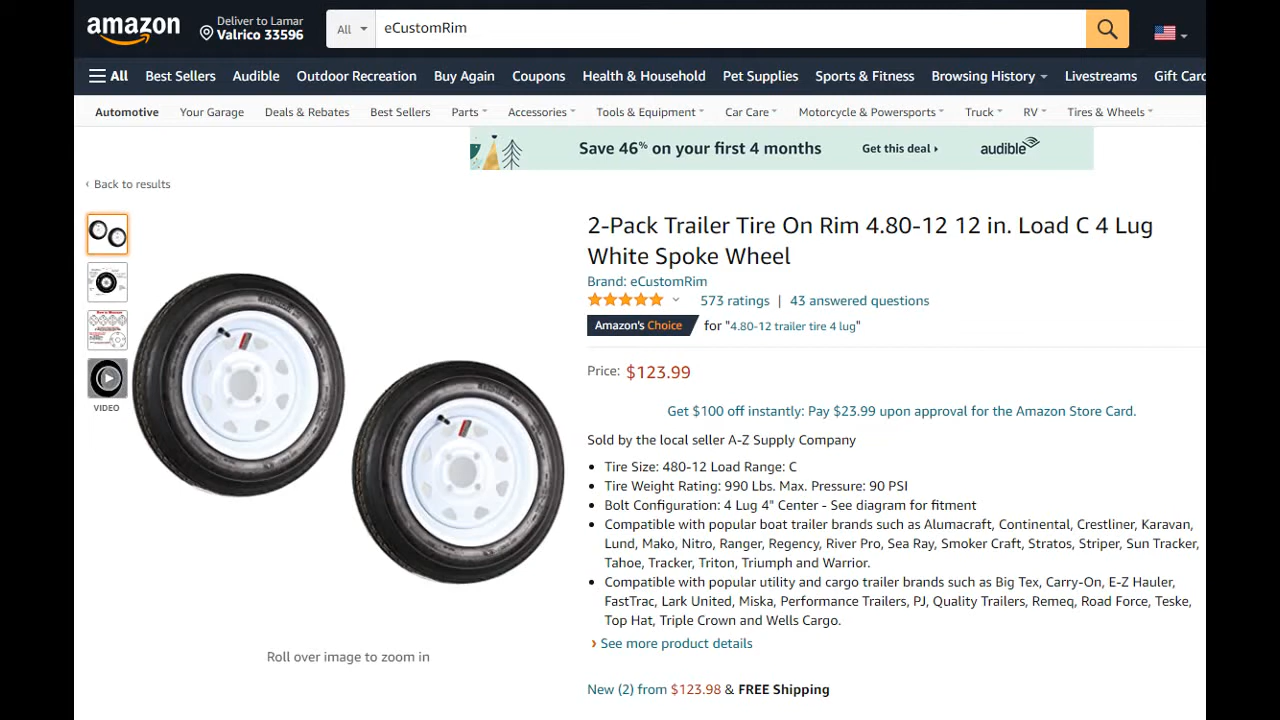 amazon
Deliver to Lamar
Valrico 33596
All
eCustomRim
All Best Sellers Audible Outdoor Recreation Buy Again Coupons Health & Household Pet Supplies Sports & Fitness Browsing History Livestreams Gift Card
Automotive Your Garage Deals & Rebates Best Sellers Parts Accessories Tools & Equipment Car Care Motorcycle & Powersports Truck RV Tires & Wheels
Save 46% on your first 4 months Get this deal › audible
‹ Back to results
2-Pack Trailer Tire On Rim 4.80-12 12 in. Load C 4 Lug
White Spoke Wheel
Brand: eCustomRim
573 ratings | 43 answered questions
Amazon's Choice for "4.80-12 trailer tire 4 lug"
Price: $123.99
Get $100 off instantly: Pay $23.99 upon approval for the Amazon Store Card.
Sold by the local seller A-Z Supply Company
• Tire Size: 480-12 Load Range: C
• Tire Weight Rating: 990 Lbs. Max. Pressure: 90 PSI
• Bolt Configuration: 4 Lug 4" Center - See diagram for fitment
• Compatible with popular boat trailer brands such as Alumacraft, Continental, Crestliner, Karavan,
Lund, Mako, Nitro, Ranger, Regency, River Pro, Sea Ray, Smoker Craft, Stratos, Striper, Sun Tracker,
Tahoe, Tracker, Triton, Triumph and Warrior.
• Compatible with popular utility and cargo trailer brands such as Big Tex, Carry-On, E-Z Hauler,
FastTrac, Lark United, Miska, Performance Trailers, PJ, Quality Trailers, Remeq, Road Force, Teske,
Top Hat, Triple Crown and Wells Cargo.
› See more product details
New (2) from $123.98 & FREE Shipping
VIDEO
Roll over image to zoom in